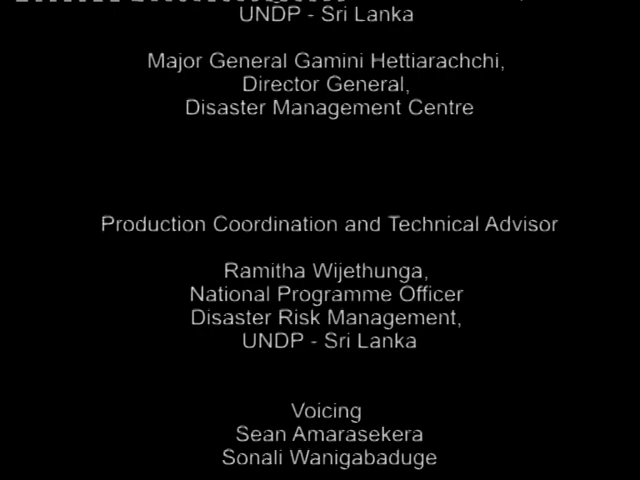 UNDP - Sri Lanka
Major General Gamini Hettiarachchi,
Director General,
Disaster Management Centre
Production Coordination and Technical Advisor
Ramitha Wijethunga,
National Programme Officer
Disaster Risk Management,
UNDP - Sri Lanka
Voicing
Sean Amarasekera
Sonali Wanigabaduge